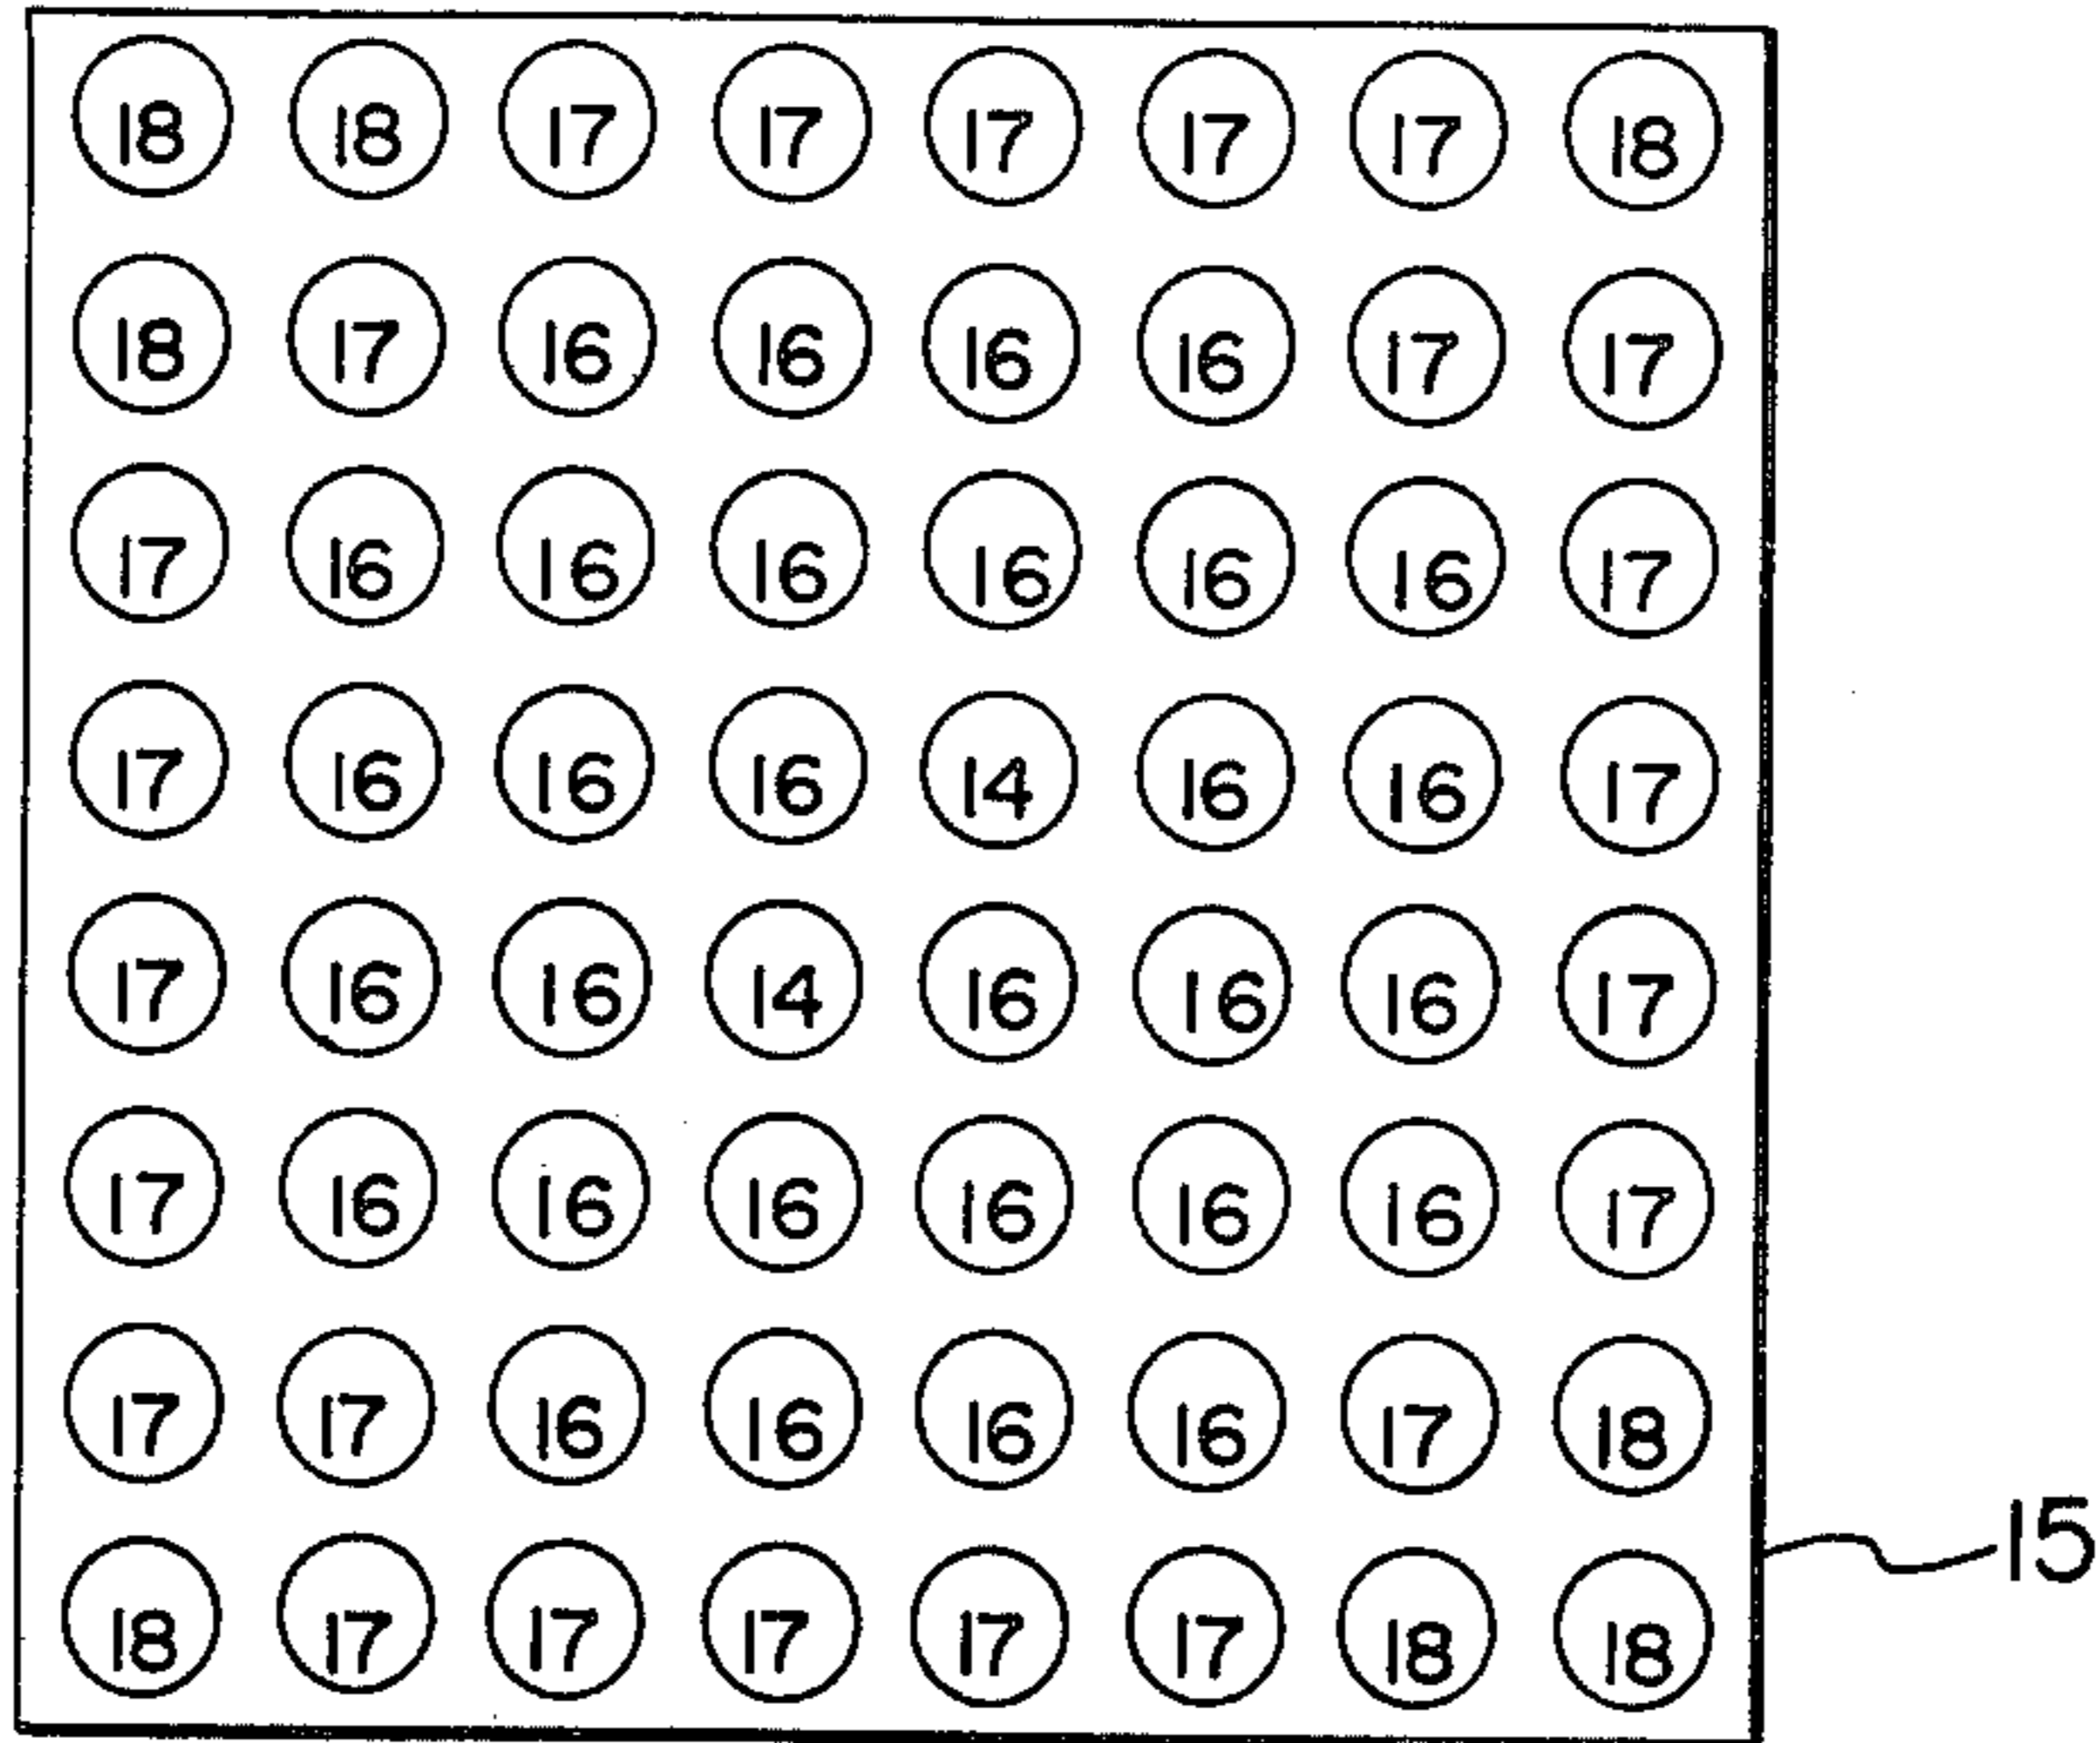 18 18 17 17 17 17 17 18
18 17 16 16 16 16 17 17
17 16 16 16 16 16 16 17
17 16 16 16 14 16 16 17
17 16 16 14 16 16 16 17
17 16 16 16 16 16 16 17
17 17 16 16 16 16 17 18
18 17 17 17 17 17 18 18
15